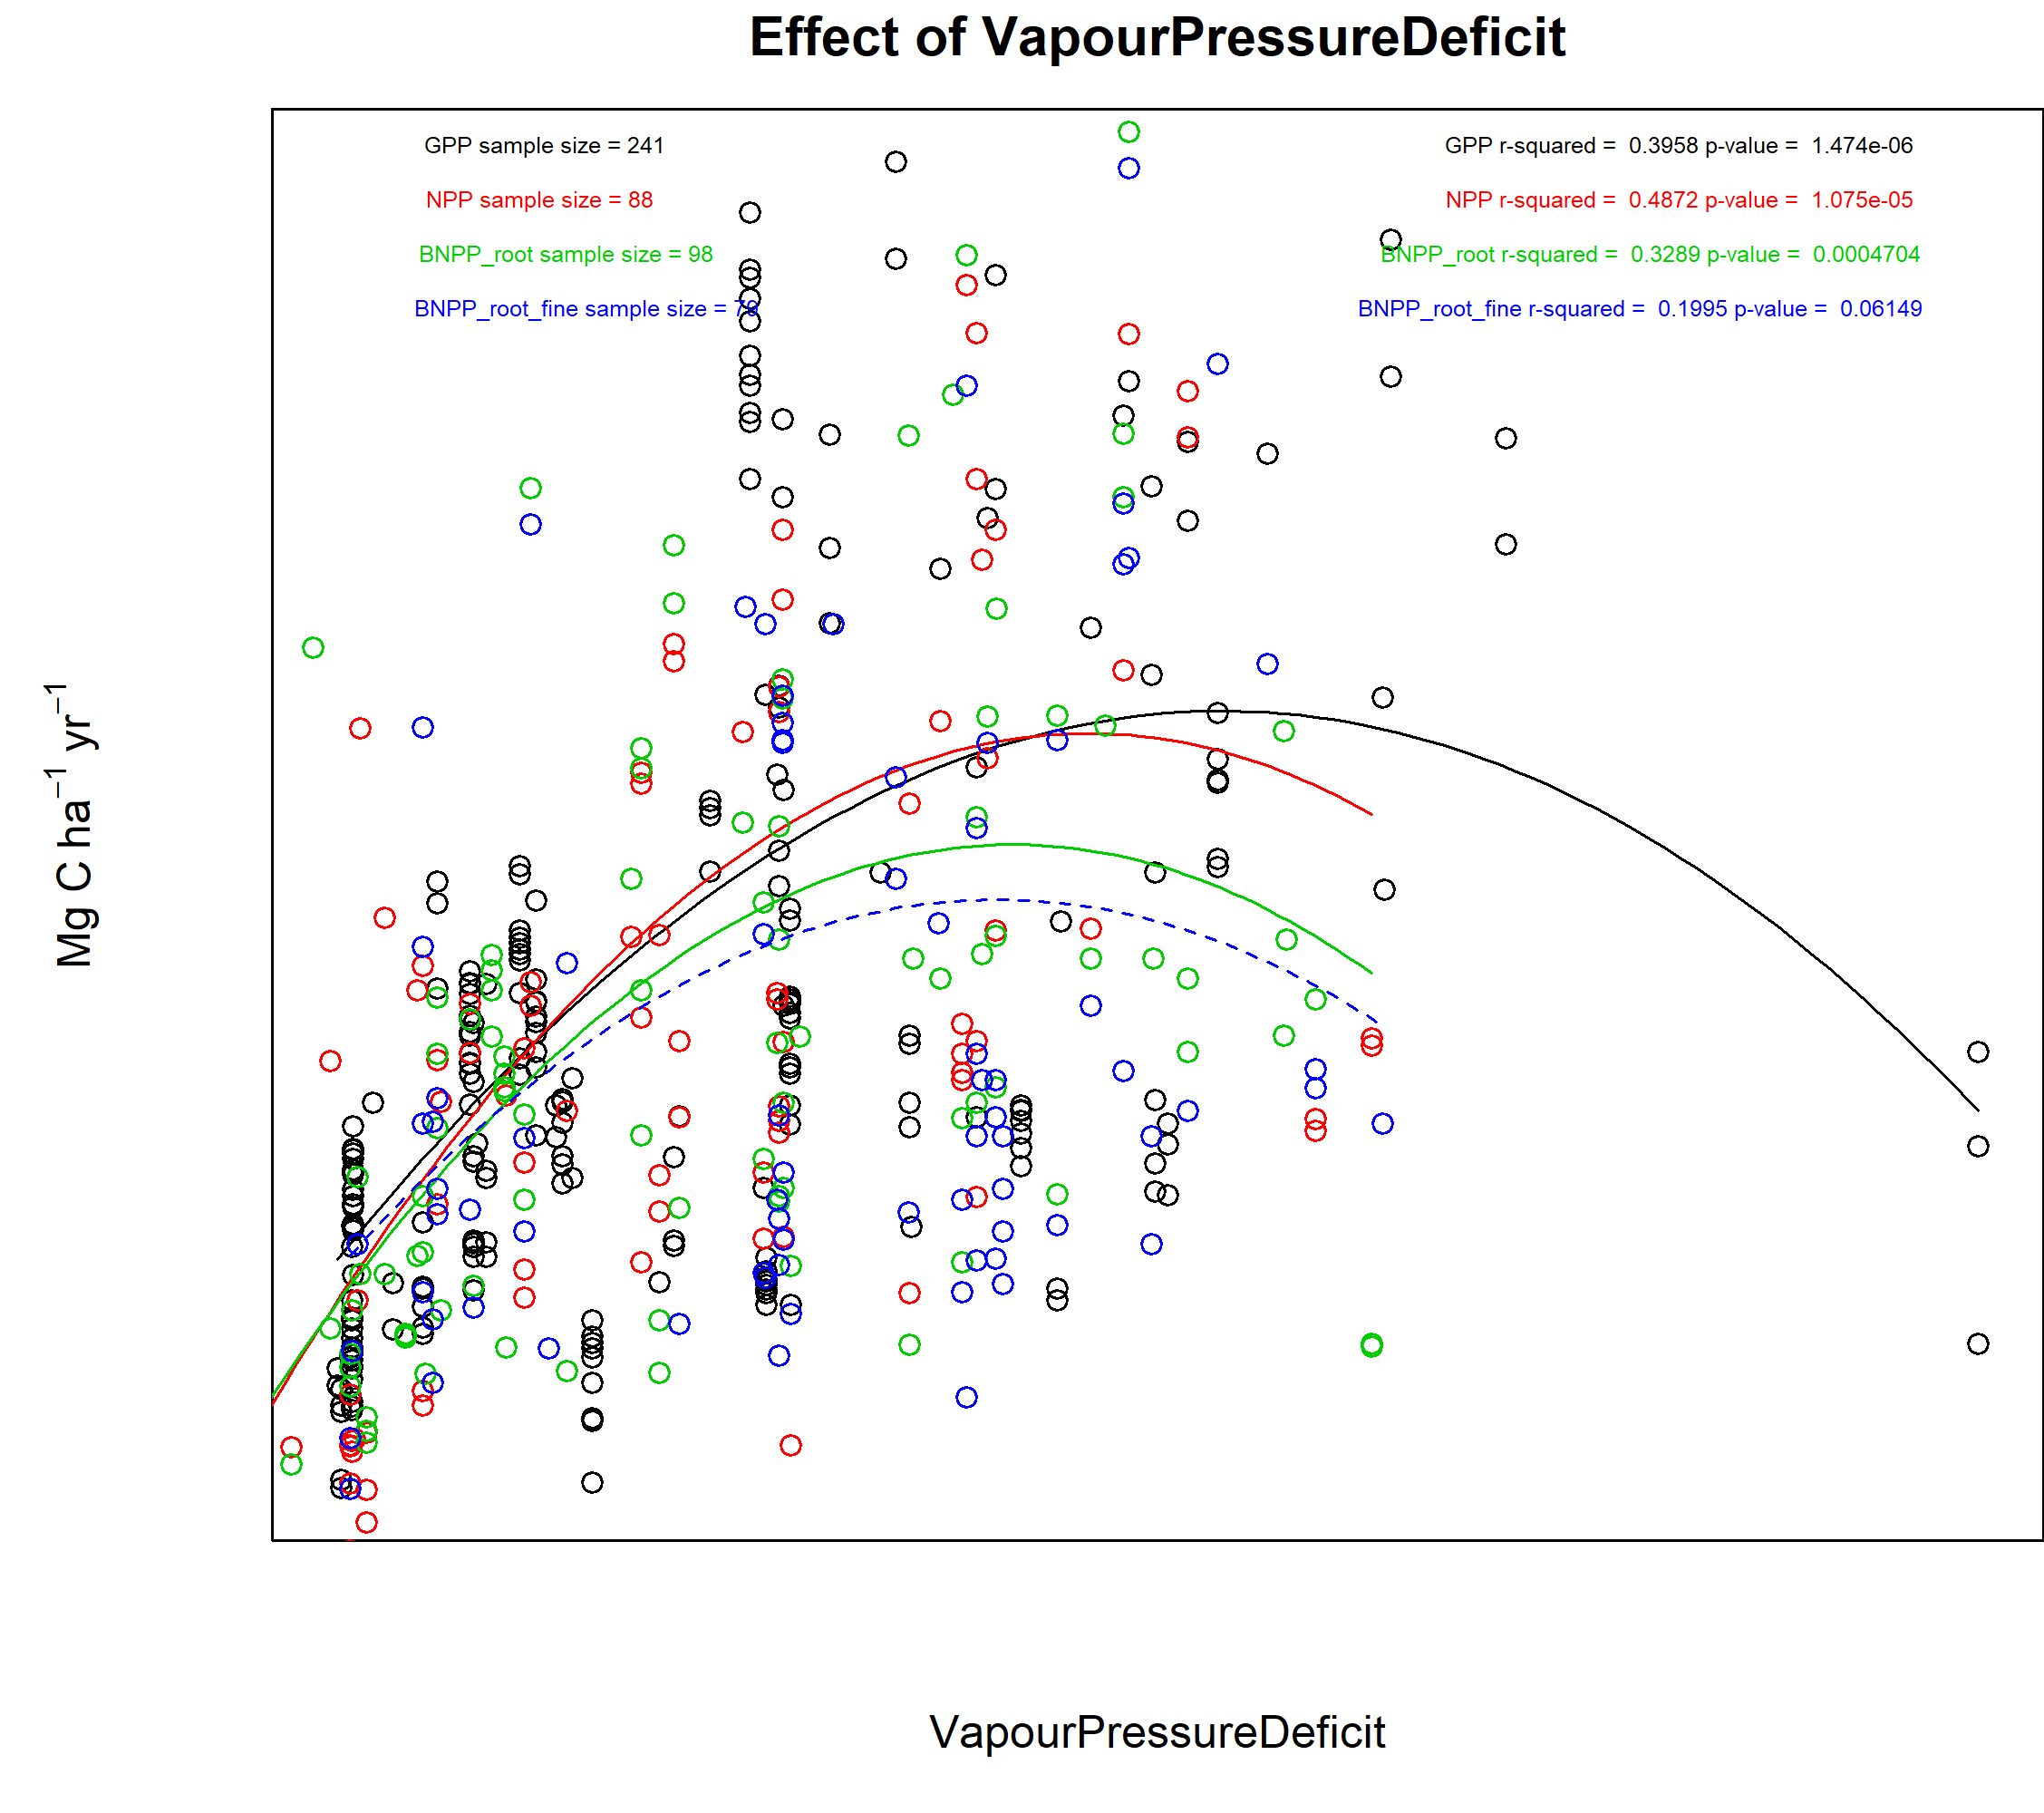 Effect of VapourPressureDeficit
GPP sample size = 241
GPP r-squared = 0.3958 p-value = 1.474e-06
NPP sample size = 88
NPP r-squared = 0.4872 p-value = 1.075e-05
BNPP_root sample size = 98
BNPP_root r-squared = 0.3289 p-value = 0.0004704
BNPP_root_fine sample size = 79
BNPP_root_fine r-squared = 0.1995 p-value = 0.06149
Mg C ha⁻¹ yr⁻¹
VapourPressureDeficit